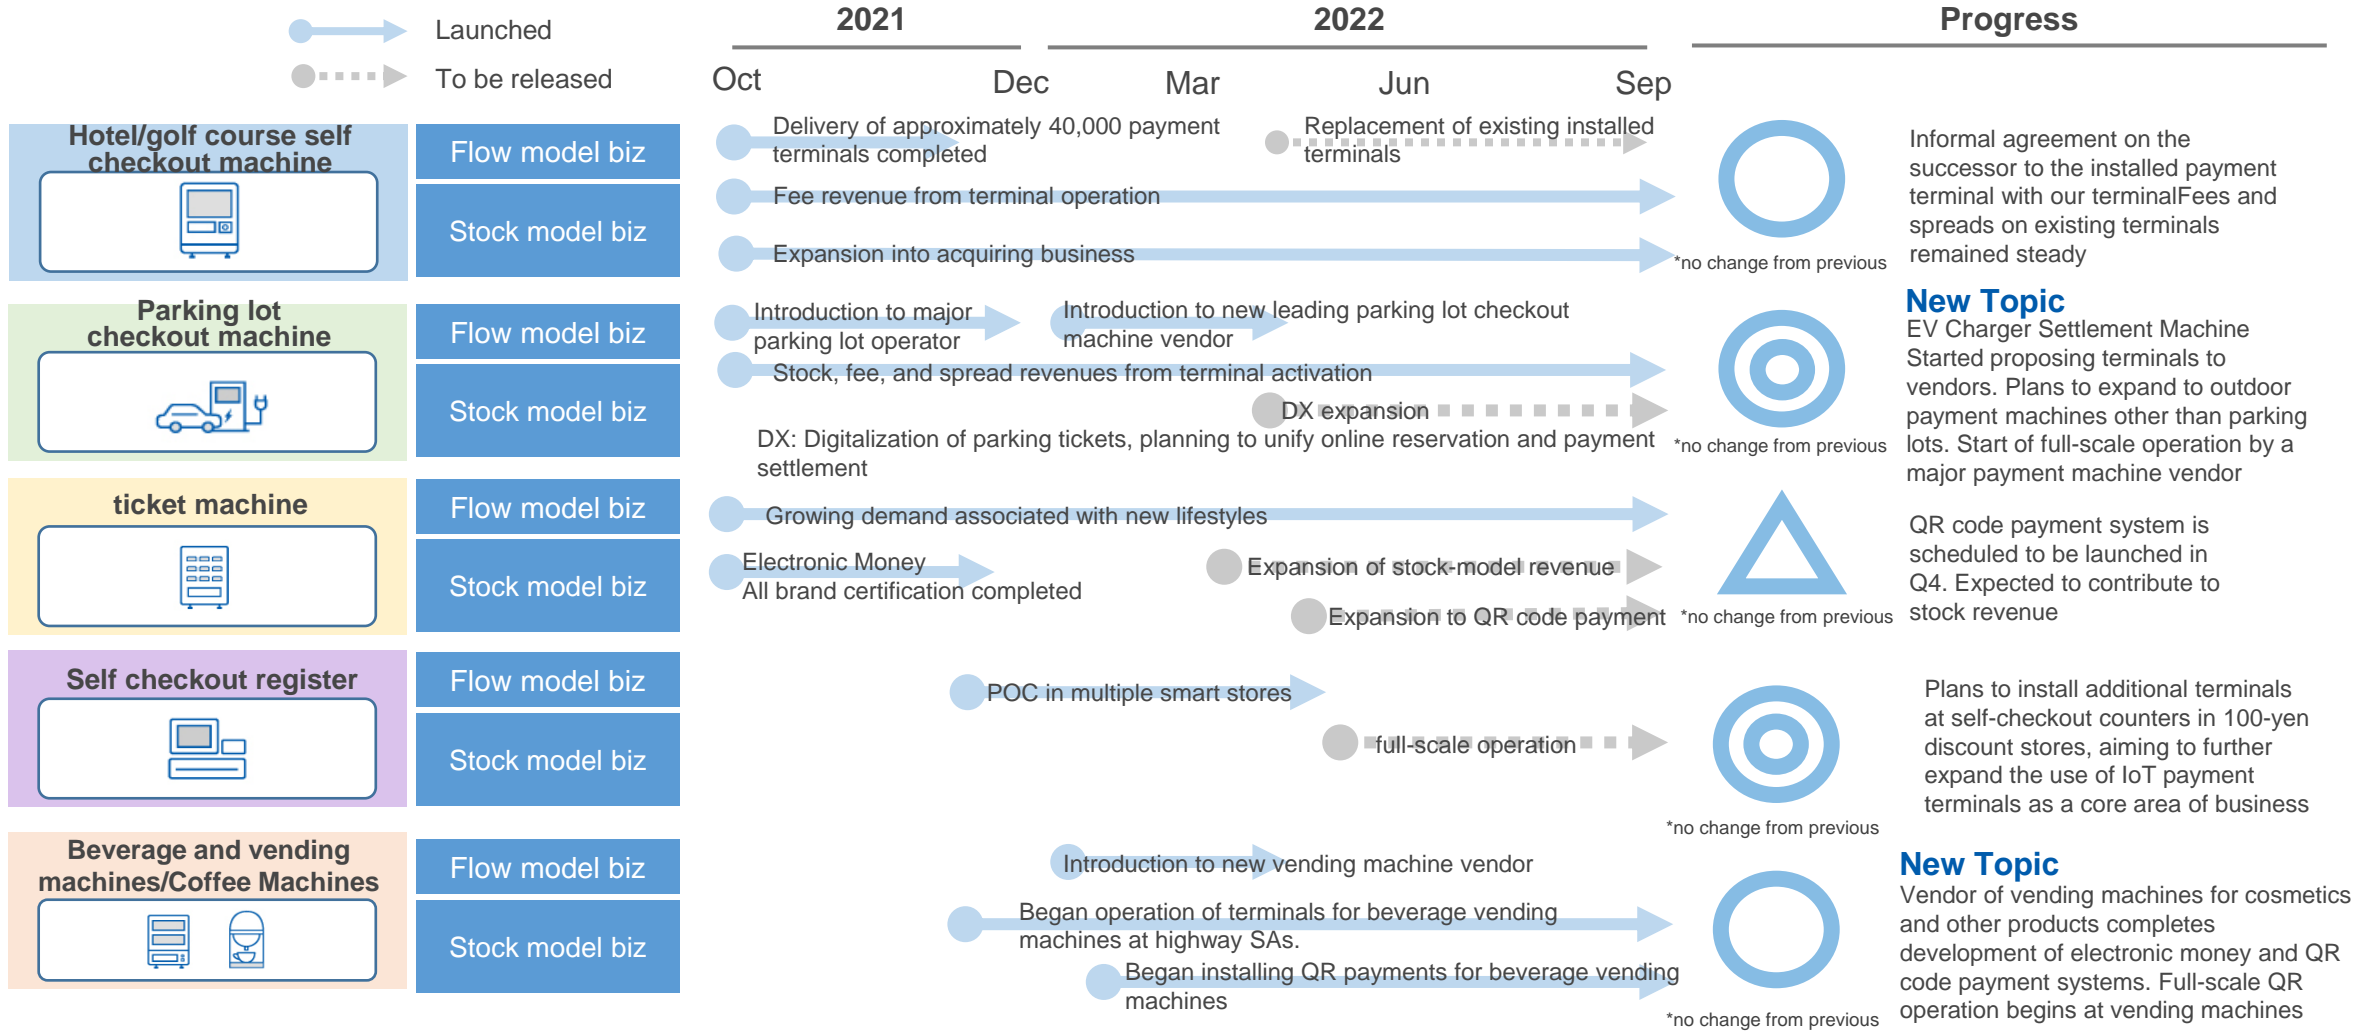 2021
2022
Progress
Launched
To be released
Oct
Dec
Mar
Jun
Sep
Hotel/golf course self
checkout machine
Flow model biz
Stock model biz
Delivery of approximately 40,000 payment
terminals completed
Replacement of existing installed
terminals
Fee revenue from terminal operation
Expansion into acquiring business
*no change from previous
Informal agreement on the
successor to the installed payment
terminal with our terminalFees and
spreads on existing terminals
remained steady
Parking lot
checkout machine
Flow model biz
Stock model biz
Introduction to major
parking lot operator
Introduction to new leading parking lot checkout
machine vendor
Stock, fee, and spread revenues from terminal activation
DX expansion
DX: Digitalization of parking tickets, planning to unify online reservation and payment
settlement
*no change from previous
New Topic
EV Charger Settlement Machine
Started proposing terminals to
vendors. Plans to expand to outdoor
payment machines other than parking
lots. Start of full-scale operation by a
major payment machine vendor
ticket machine
Flow model biz
Stock model biz
Growing demand associated with new lifestyles
Electronic Money
All brand certification completed
Expansion of stock-model revenue
Expansion to QR code payment
*no change from previous
QR code payment system is
scheduled to be launched in
Q4. Expected to contribute to
stock revenue
Self checkout register
Flow model biz
Stock model biz
POC in multiple smart stores
full-scale operation
*no change from previous
Plans to install additional terminals
at self-checkout counters in 100-yen
discount stores, aiming to further
expand the use of IoT payment
terminals as a core area of business
Beverage and vending
machines/Coffee Machines
Flow model biz
Stock model biz
Introduction to new vending machine vendor
Began operation of terminals for beverage vending
machines at highway SAs.
Began installing QR payments for beverage vending
machines
*no change from previous
New Topic
Vendor of vending machines for cosmetics
and other products completes
development of electronic money and QR
code payment systems. Full-scale QR
operation begins at vending machines